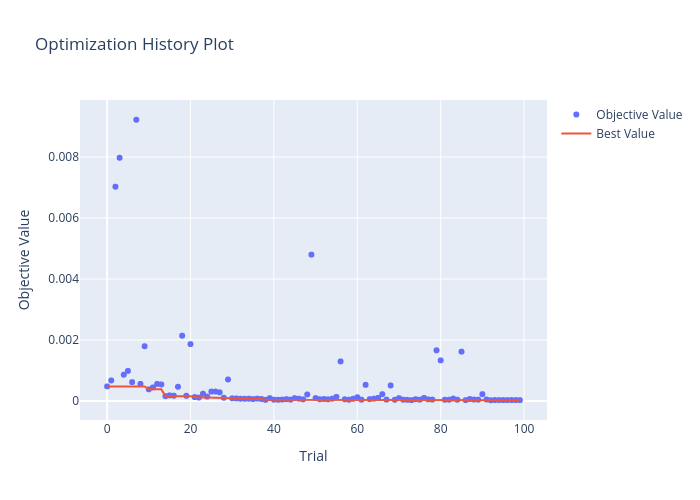 Optimization History Plot
Objective Value
Best Value
0.008
0.006
0.004
0.002
0
Objective Value
0 20 40 60 80 100
Trial